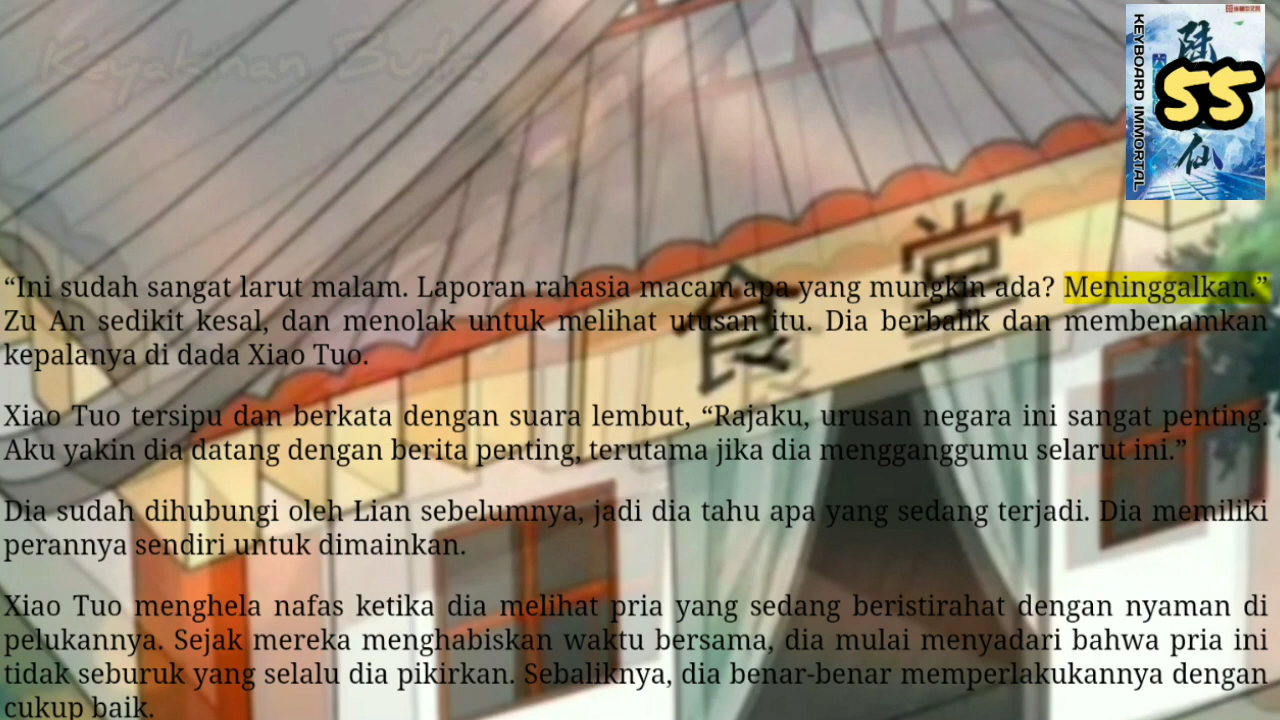 Keyakinan Buku
KEYBOARD IMMORTAL
陆
55
仙
食堂
“Ini sudah sangat larut malam. Laporan rahasia macam apa yang mungkin ada? Meninggalkan.”
Zu An sedikit kesal, dan menolak untuk melihat utusan itu. Dia berbalik dan membenamkan
kepalanya di dada Xiao Tuo.
Xiao Tuo tersipu dan berkata dengan suara lembut, “Rajaku, urusan negara ini sangat penting.
Aku yakin dia datang dengan berita penting, terutama jika dia mengganggumu selarut ini.”
Dia sudah dihubungi oleh Lian sebelumnya, jadi dia tahu apa yang sedang terjadi. Dia memiliki
perannya sendiri untuk dimainkan.
Xiao Tuo menghela nafas ketika dia melihat pria yang sedang beristirahat dengan nyaman di
pelukannya. Sejak mereka menghabiskan waktu bersama, dia mulai menyadari bahwa pria ini
tidak seburuk yang selalu dia pikirkan. Sebaliknya, dia benar-benar memperlakukannya dengan
cukup baik.